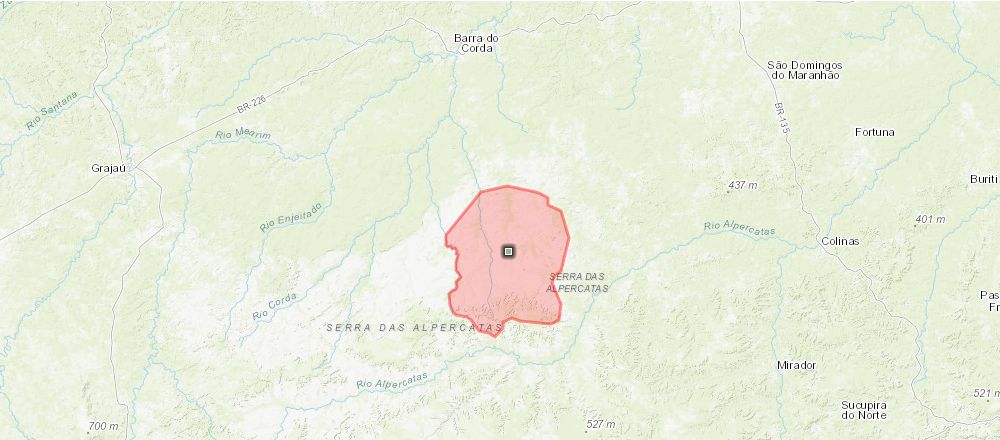 Barra do
Corda
São Domingos
do Maranhão
Rio Santana
BR-226
BR-135
Rio Mearim
Fortuna
Grajaú
Buriti
437 m
Rio Enjeitado
401 m
Rio Alpercatas
Colinas
SERRA DAS
ALPERCATAS
Rio Corda
Pas
Fr
SERRA DAS ALPERCATAS
Mirador
Rio Alpercatas
521 m
Sucupira
do Norte
700 m
527 m